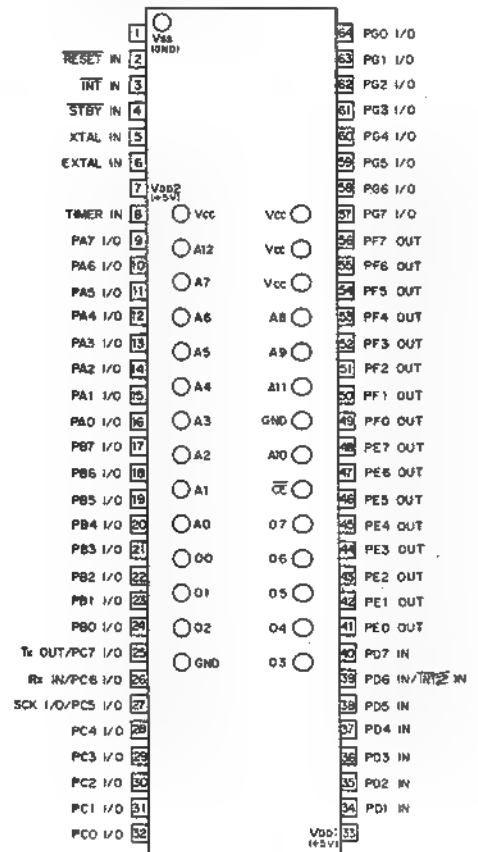 1 Vss (GND) 64 PG0 I/O
RESET IN 2 63 PG1 I/O
INT IN 3 62 PG2 I/O
STBY IN 4 61 PG3 I/O
XTAL IN 5 60 PG4 I/O
EXTAL IN 6 59 PG5 I/O
7 VDD2 (+5V) 58 PG6 I/O
TIMER IN 8 Vcc Vcc 57 PG7 I/O
PA7 I/O 9 A12 Vcc 56 PF7 OUT
PA6 I/O 10 55 PF6 OUT
PA5 I/O 11 A7 Vcc 54 PF5 OUT
PA4 I/O 12 A6 A8 53 PF4 OUT
PA3 I/O 13 A5 A9 52 PF3 OUT
PA2 I/O 14 51 PF2 OUT
PA1 I/O 15 A4 A11 50 PF1 OUT
PA0 I/O 16 A3 GND 49 PF0 OUT
PB7 I/O 17 A2 A10 48 PE7 OUT
PB6 I/O 18 47 PE6 OUT
PB5 I/O 19 A1 CE 46 PE5 OUT
PB4 I/O 20 A0 O7 45 PE4 OUT
PB3 I/O 21 O0 O6 44 PE3 OUT
PB2 I/O 22 43 PE2 OUT
PB1 I/O 23 O1 O5 42 PE1 OUT
PB0 I/O 24 O2 O4 41 PE0 OUT
Tx OUT/PC7 I/O 25 GND O3 40 PD7 IN
Rx IN/PC6 I/O 26 39 PD6 IN/INT2 IN
SCK I/O/PC5 I/O 27 38 PD5 IN
PC4 I/O 28 37 PD4 IN
PC3 I/O 29 36 PD3 IN
PC2 I/O 30 35 PD2 IN
PC1 I/O 31 34 PD1 IN
PC0 I/O 32 VDD1 (+5V) 33